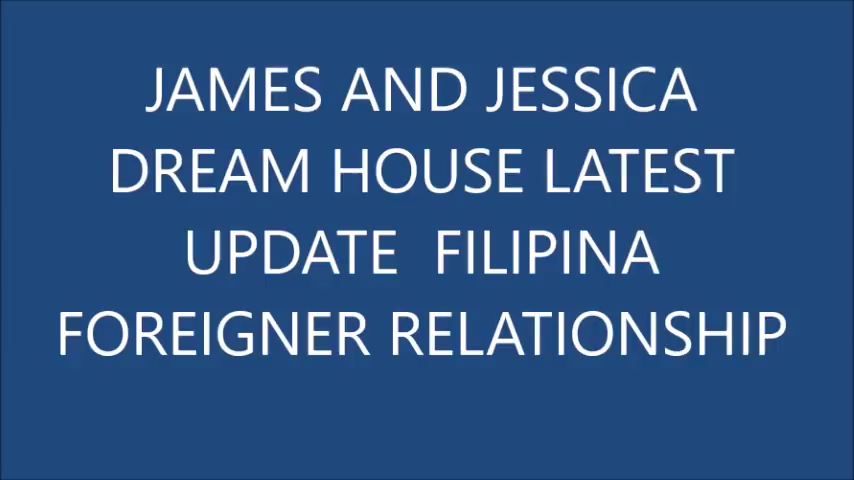 JAMES AND JESSICA
DREAM HOUSE LATEST
UPDATE  FILIPINA
FOREIGNER RELATIONSHIP